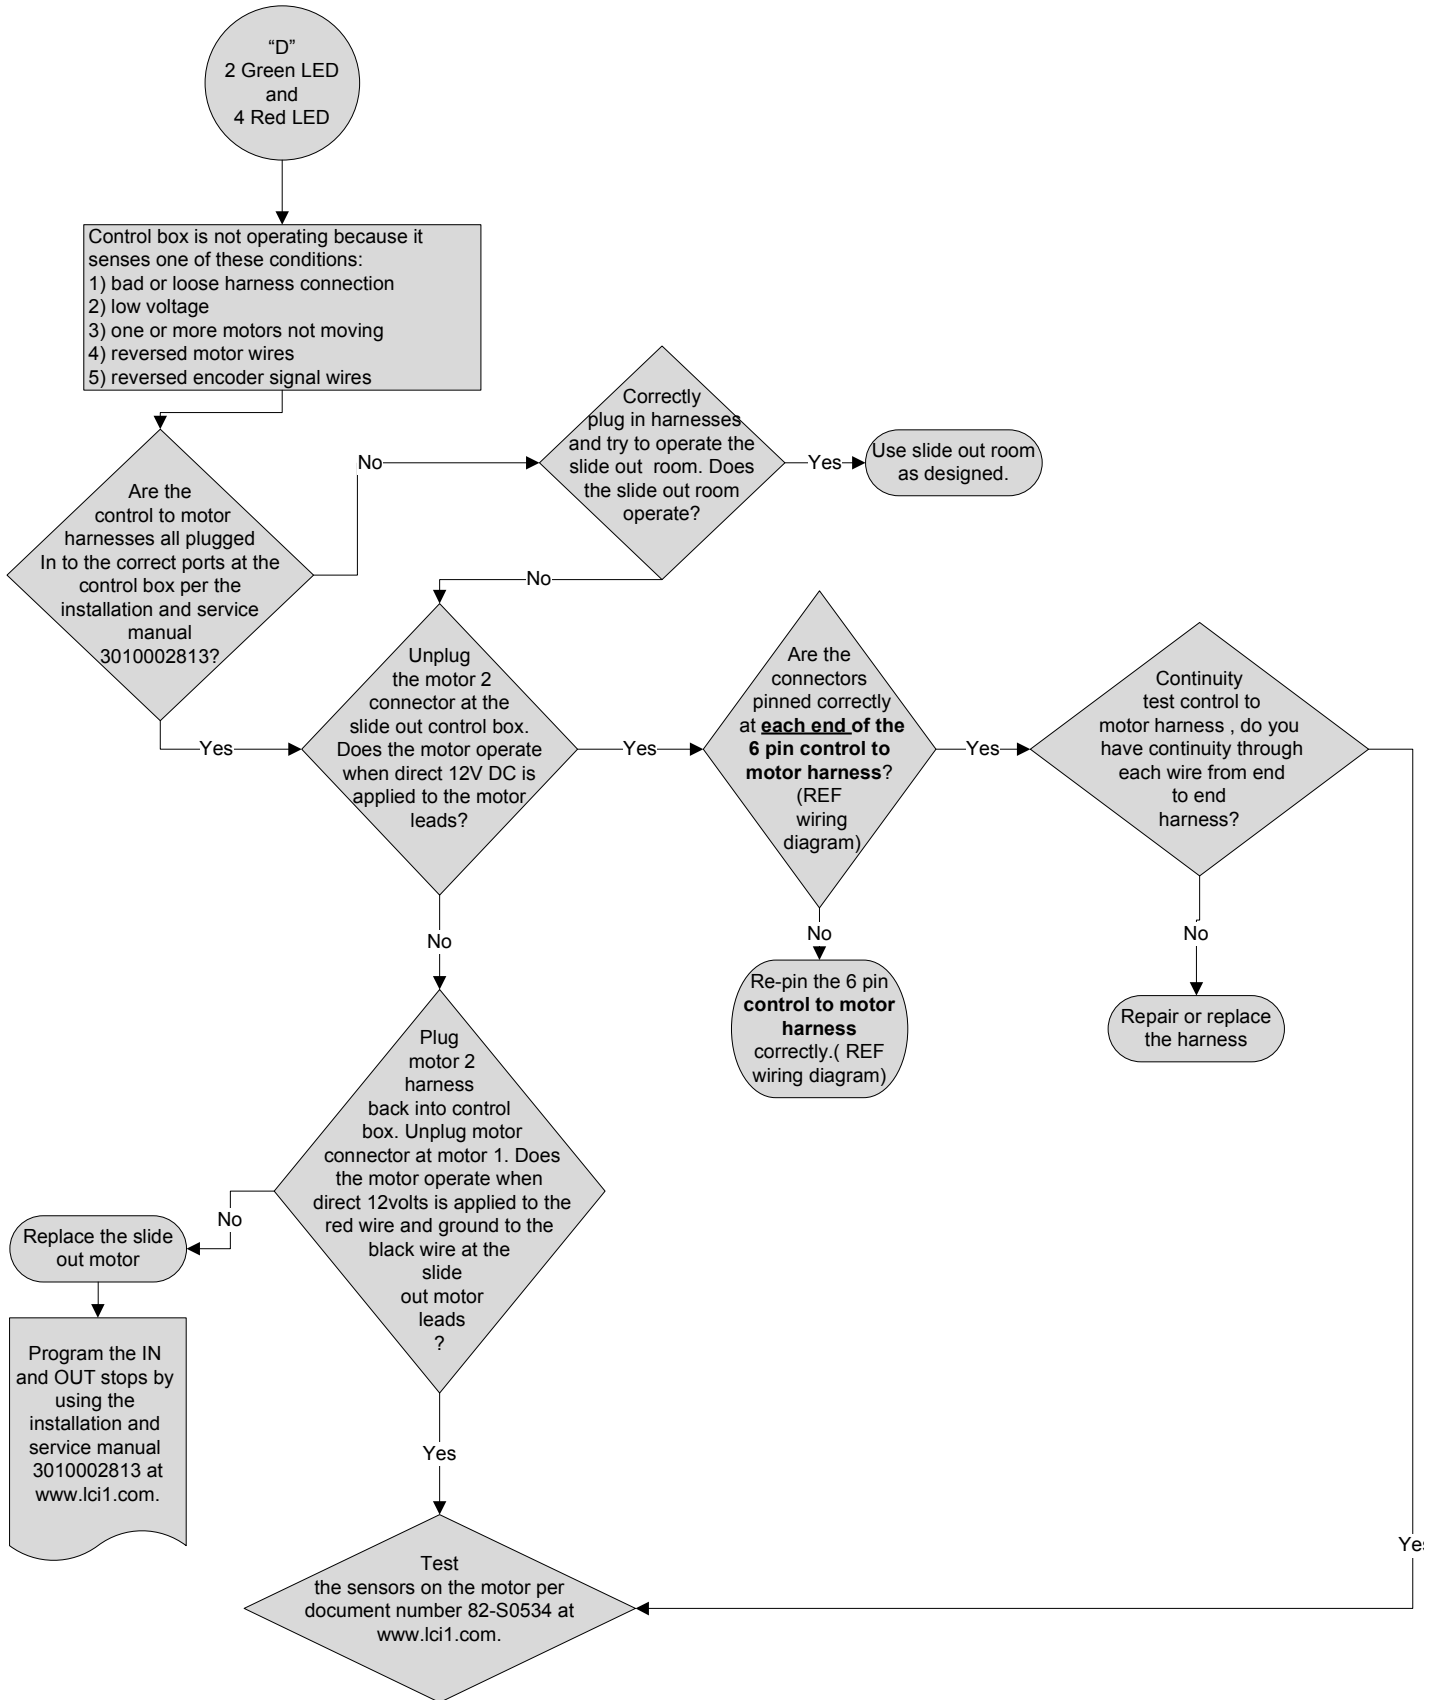 “D”
2 Green LED
and
4 Red LED
Control box is not operating because it
senses one of these conditions:
1) bad or loose harness connection
2) low voltage
3) one or more motors not moving
4) reversed motor wires
5) reversed encoder signal wires
Are the
control to motor
harnesses all plugged
In to the correct ports at the
control box per the
installation and service
manual
3010002813?
No
Correctly
plug in harnesses
and try to operate the
slide out room. Does
the slide out room
operate?
Yes
Use slide out room
as designed.
No
Yes
Unplug
the motor 2
connector at the
slide out control box.
Does the motor operate
when direct 12V DC is
applied to the motor
leads?
Yes
Are the
connectors
pinned correctly
at each end of the
6 pin control to
motor harness?
(REF
wiring
diagram)
Yes
Continuity
test control to
motor harness , do you
have continuity through
each wire from end
to end
harness?
No
No
No
Re-pin the 6 pin
control to motor
harness
correctly.( REF
wiring diagram)
Repair or replace
the harness
Plug
motor 2
harness
back into control
box. Unplug motor
connector at motor 1. Does
the motor operate when
direct 12volts is applied to the
red wire and ground to the
black wire at the
slide
out motor
leads
?
No
Replace the slide
out motor
Program the IN
and OUT stops by
using the
installation and
service manual
3010002813 at
www.lci1.com.
Yes
Yes
Test
the sensors on the motor per
document number 82-S0534 at
www.lci1.com.